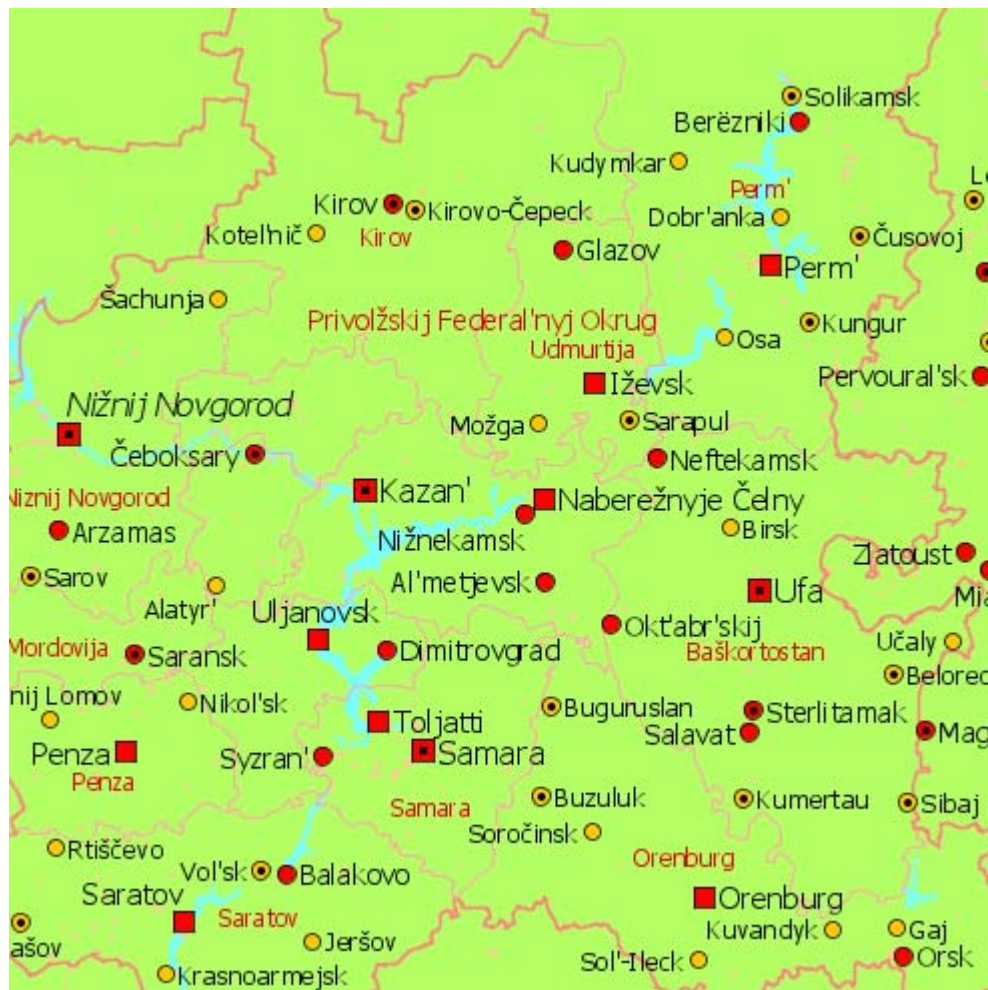 Solikamsk
Berëzniki
Kudymkar
Perm'
Kirov
Kirovo-Čepeck
Dobr'anka
Kotel'nič
Kirov
Glazov
Čusovoj
Perm'
Šachunja
Privolžskij Federal'nyj Okrug
Kungur
Udmurtija
Osa
Iževsk
Pervoural'sk
Nižnij Novgorod
Možga
Sarapul
Čeboksary
Neftekamsk
Kazan'
Niznij Novgorod
Naberežnyje Čelny
Arzamas
Nižnekamsk
Birsk
Zlatoust
Sarov
Al'metjevsk
Ufa
Alatyr'
Uljanovsk
Okt'abr'skij
Učaly
Mordovija
Saransk
Dimitrovgrad
Baškortostan
Nikol'sk
Buguruslan
Sterlitamak
Toljatti
Salavat
Penza
Syzran'
Samara
Penza
Samara
Buzuluk
Kumertau
Sibaj
Soročinsk
Rtiščevo
Orenburg
Vol'sk
Balakovo
Saratov
Orenburg
Saratov
Kuvandyk
Gaj
Jeršov
Sol'-Ileck
Orsk
Krasnoarmejsk